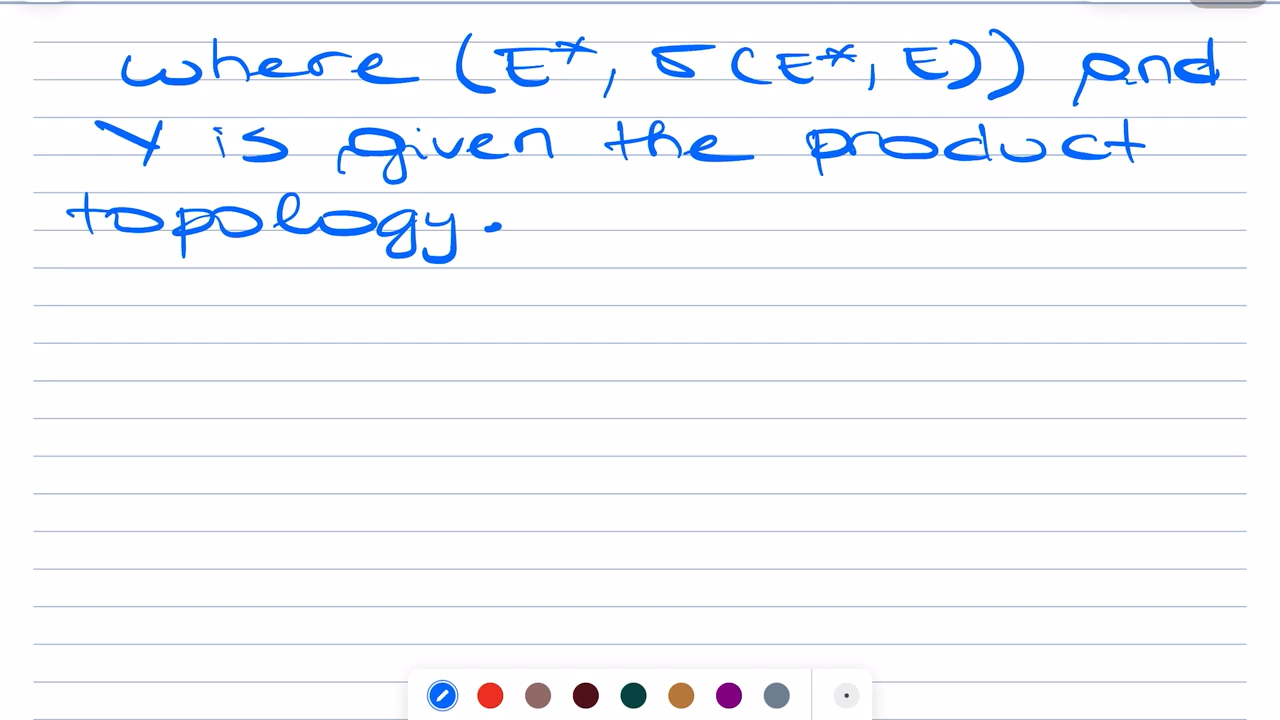 where (E*, σ(E*, E)) and
Y is given the product
topology.